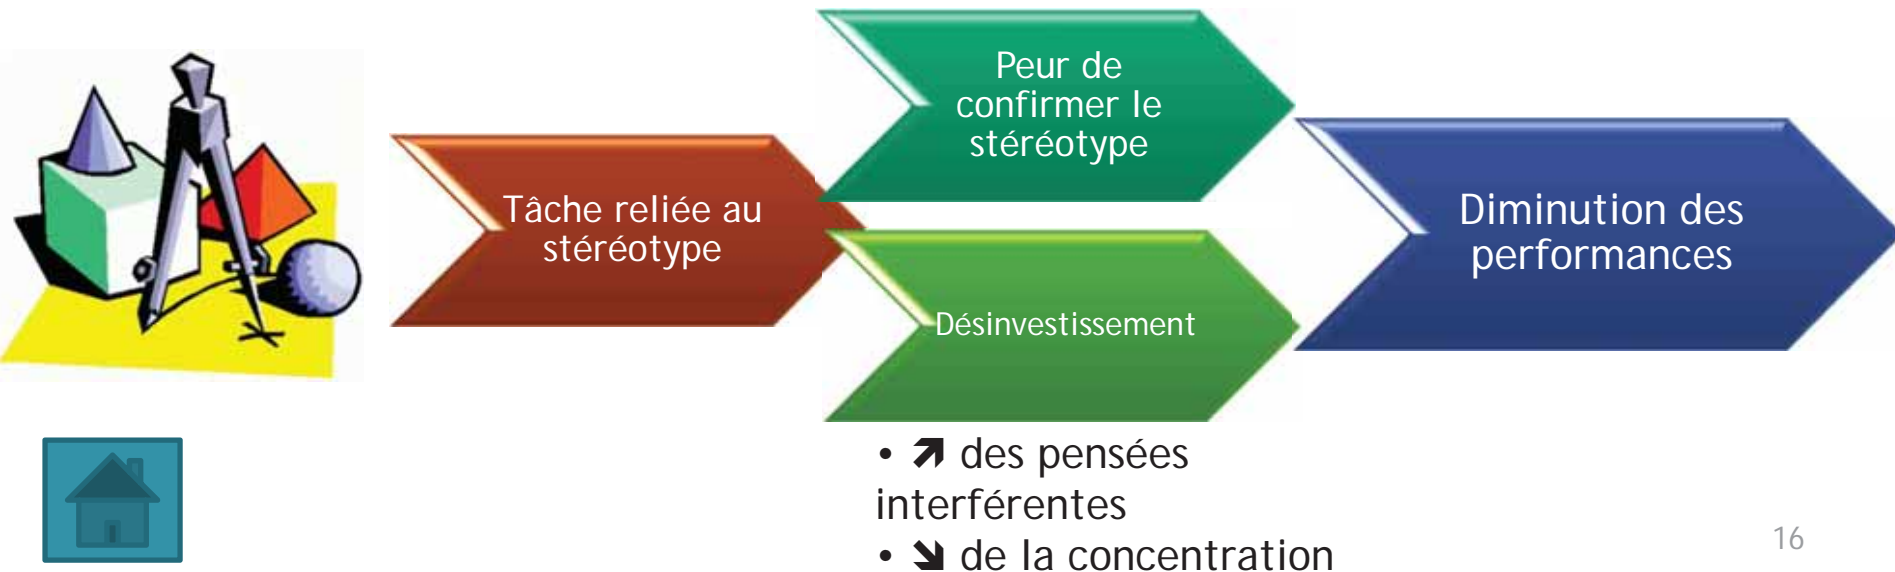 Tâche reliée au
stéréotype
Peur de
confirmer le
stéréotype
Désinvestissement
• ↗ des pensées
interférentes
• ↘ de la concentration
Diminution des
performances
16